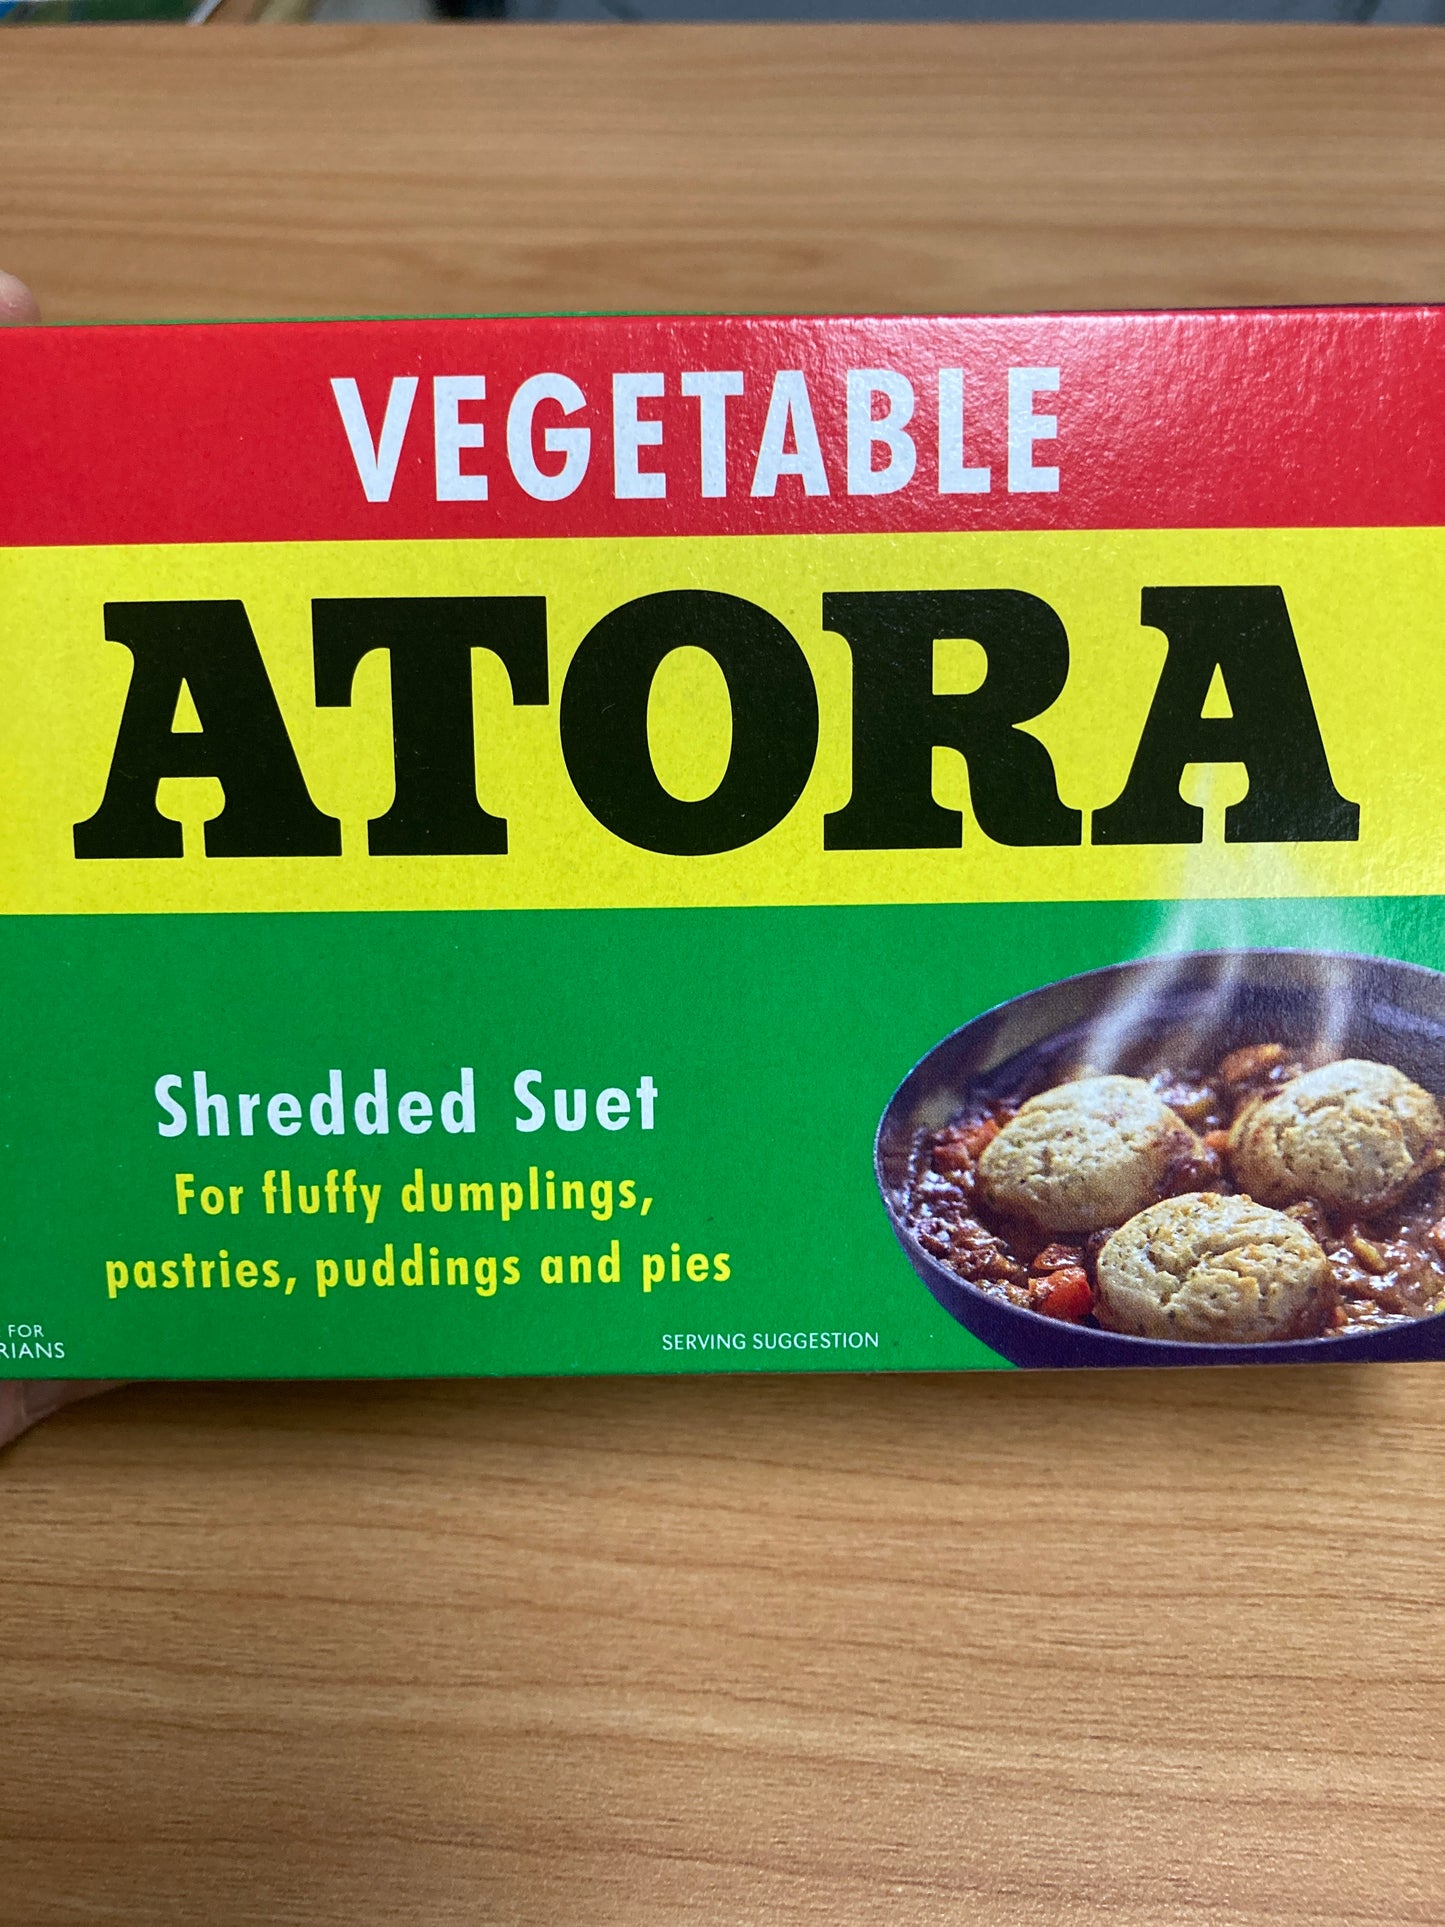 VEGETABLE
ATORA
Shredded Suet
For fluffy dumplings,
pastries, puddings and pies
FOR
RIANS
SERVING SUGGESTION